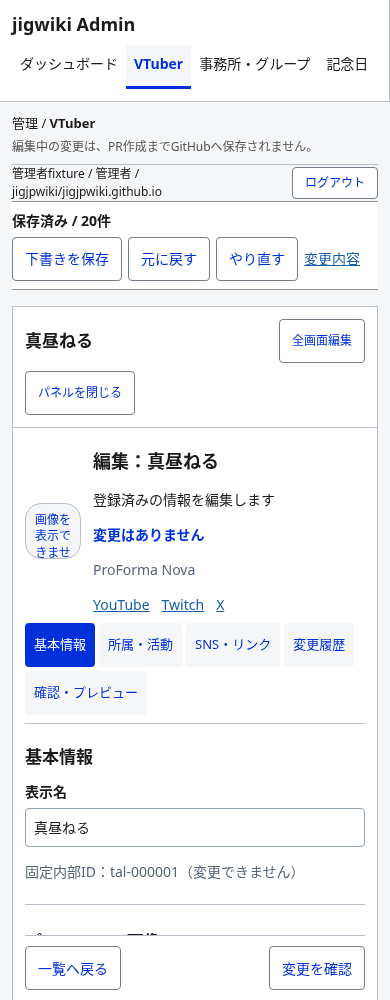 jigwiki Admin
ダッシュボード VTuber 事務所・グループ 記念日
管理 / VTuber
編集中の変更は、PR作成までGitHubへ保存されません。
管理者fixture / 管理者 /
jigjpwiki/jigjpwiki.github.io
ログアウト
保存済み / 20件
下書きを保存 元に戻す やり直す 変更内容
真昼ねる
全画面編集
パネルを閉じる
編集：真昼ねる
登録済みの情報を編集します
変更はありません
画像を
表示で
きませ
ProForma Nova
YouTube Twitch X
基本情報 所属・活動 SNS・リンク 変更履歴
確認・プレビュー
基本情報
表示名
真昼ねる
固定内部ID：tal-000001（変更できません）
一覧へ戻る 変更を確認